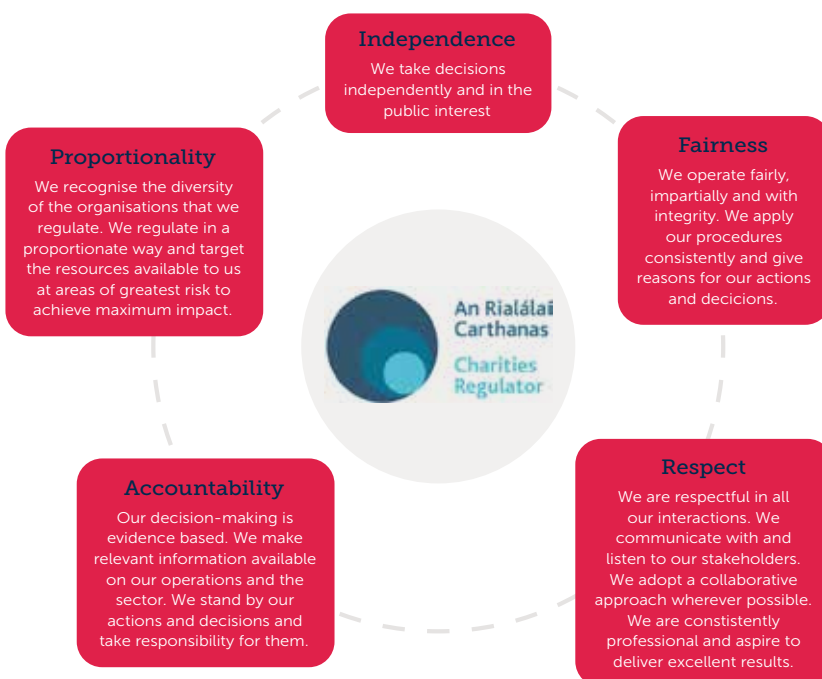 Independence
We take decisions
independently and in the
public interest
Fairness
We operate fairly,
impartially and with
integrity. We apply
our procedures
consistently and give
reasons for our actions
and decicions.
Respect
We are respectful in all
our interactions. We
communicate with and
listen to our stakeholders.
We adopt a collaborative
approach wherever possible.
We are constistently
professional and aspire to
deliver excellent results.
Accountability
Our decision-making is
evidence based. We make
relevant information available
on our operations and the
sector. We stand by our
actions and decisions and
take responsibility for them.
Proportionality
We recognise the diversity
of the organisations that we
regulate. We regulate in a
proportionate way and target
the resources available to us
at areas of greatest risk to
achieve maximum impact.
An Rialálaí
Carthanas
Charities
Regulator